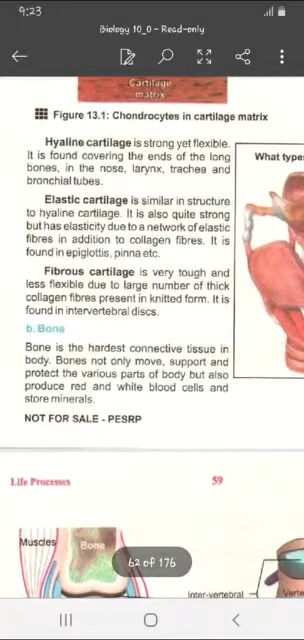 9:23
Biology 10_0 – Read-only
Cartilage
matrix
Figure 13.1: Chondrocytes in cartilage matrix
Hyaline cartilage is strong yet flexible.
It is found covering the ends of the long
bones, in the nose, larynx, trachea and
bronchial tubes.
What type
Elastic cartilage is similar in structure
to hyaline cartilage. It is also quite strong
but has elasticity due to a network of elastic
fibres in addition to collagen fibres. It is
found in epiglottis, pinna etc.
Fibrous cartilage is very tough and
less flexible due to large number of thick
collagen fibres present in knitted form. It is
found in intervertebral discs.
b. Bone
Bone is the hardest connective tissue in
body. Bones not only move, support and
protect the various parts of body but also
produce red and white blood cells and
store minerals.
NOT FOR SALE - PESRP
Life Processes
59
Muscles
Bone
62 of 176
Inter-vertebral
Verte